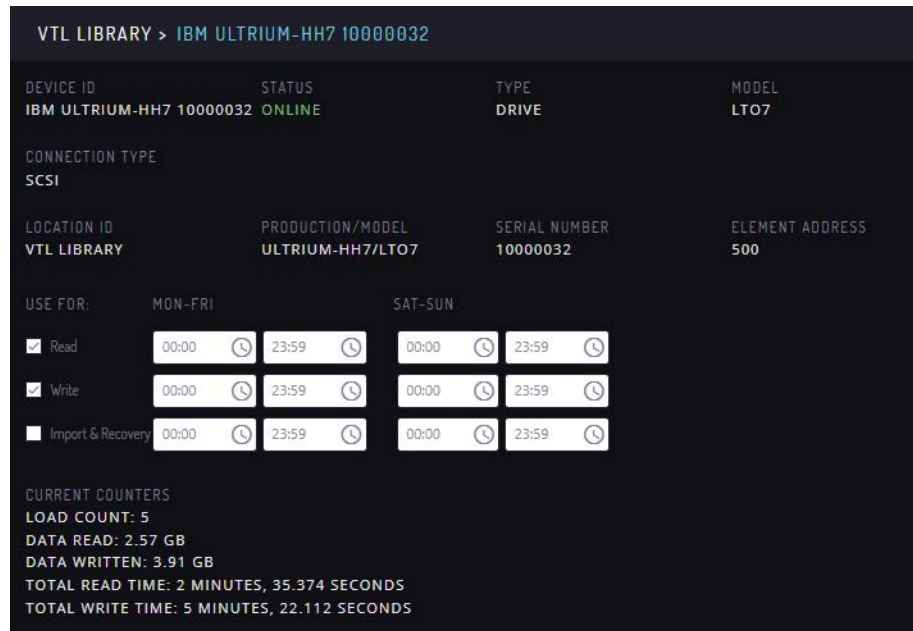 VTL LIBRARY > IBM ULTRIUM-HH7 10000032
DEVICE ID STATUS TYPE MODEL
IBM ULTRIUM-HH7 10000032 ONLINE DRIVE LTO7
CONNECTION TYPE
SCSI
LOCATION ID PRODUCTION/MODEL SERIAL NUMBER ELEMENT ADDRESS
VTL LIBRARY ULTRIUM-HH7/LTO7 10000032 500
USE FOR: MON-FRI SAT-SUN
Read 00:00 23:59 00:00 23:59
Write 00:00 23:59 00:00 23:59
Import & Recovery 00:00 23:59 00:00 23:59
CURRENT COUNTERS
LOAD COUNT: 5
DATA READ: 2.57 GB
DATA WRITTEN: 3.91 GB
TOTAL READ TIME: 2 MINUTES, 35.374 SECONDS
TOTAL WRITE TIME: 5 MINUTES, 22.112 SECONDS